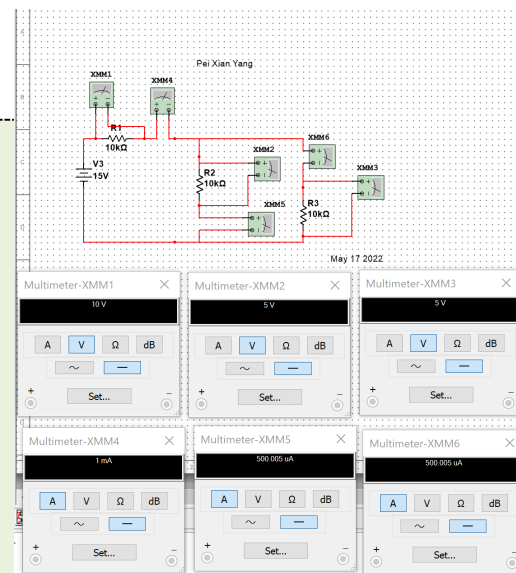 Pei Xian Yang
XMM1
XMM4
R1
10kΩ
V3
15V
XMM2
XMM6
R2
10kΩ
XMM3
XMM5
R3
10kΩ
May 17 2022
Multimeter-XMM1
10 V
A V Ω dB
~ —
+ Set... −
Multimeter-XMM2
5 V
A V Ω dB
~ —
+ Set... −
Multimeter-XMM3
5 V
A V Ω dB
~ —
+ Set... −
Multimeter-XMM4
1 mA
A V Ω dB
~ —
+ Set... −
Multimeter-XMM5
500.005 uA
A V Ω dB
~ —
+ Set... −
Multimeter-XMM6
500.005 uA
A V Ω dB
~ —
+ Set... −